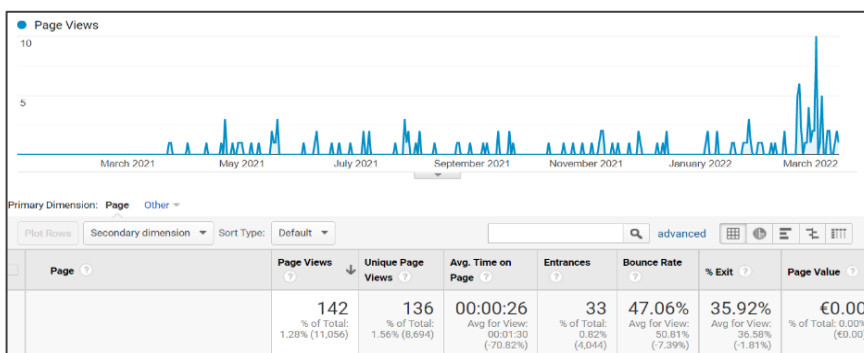 Page Views
10
5
March 2021 May 2021 July 2021 September 2021 November 2021 January 2022 March 2022
Primary Dimension: Page Other
Plot Rows Secondary dimension Sort Type: Default advanced
Page ? Page Views ? Unique Page Views ? Avg. Time on Page ? Entrances ? Bounce Rate ? % Exit ? Page Value ?
142 136 00:00:26 33 47.06% 35.92% €0.00
% of Total: % of Total: Avg for View: % of Total: Avg for View: Avg for View: % of Total: 0.00%
1.28% (11,056) 1.56% (8,694) 00:01:30 0.82% 50.81% 36.58% (€0.00)
(-70.82%) (4,044) (-7.39%) (-1.81%)